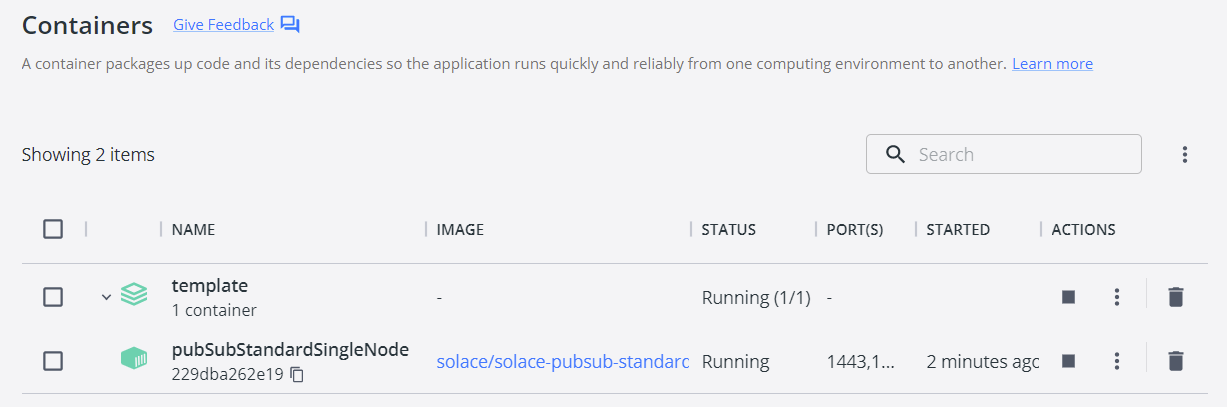 Containers Give Feedback
A container packages up code and its dependencies so the application runs quickly and reliably from one computing environment to another. Learn more
Showing 2 items Search
NAME IMAGE STATUS PORT(S) STARTED ACTIONS
template
1 container
- Running (1/1) -
pubSubStandardSingleNode
229dba262e19
solace/solace-pubsub-standard Running 1443,1... 2 minutes ago